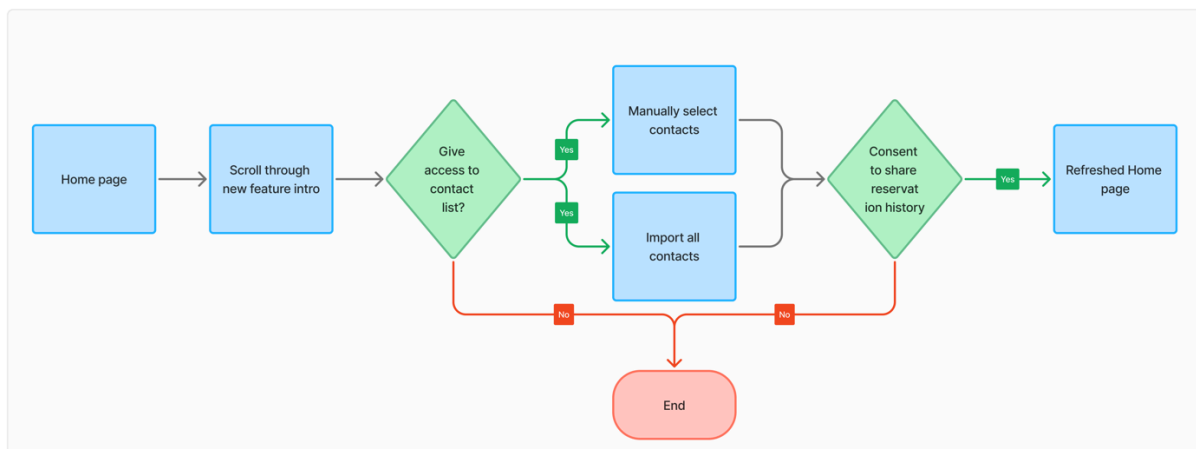 Home page
Scroll through
new feature intro
Give
access to
contact
list?
Yes
Yes
Manually select
contacts
Import all
contacts
Consent
to share
reservat
ion history
Yes
Refreshed Home
page
No
No
End